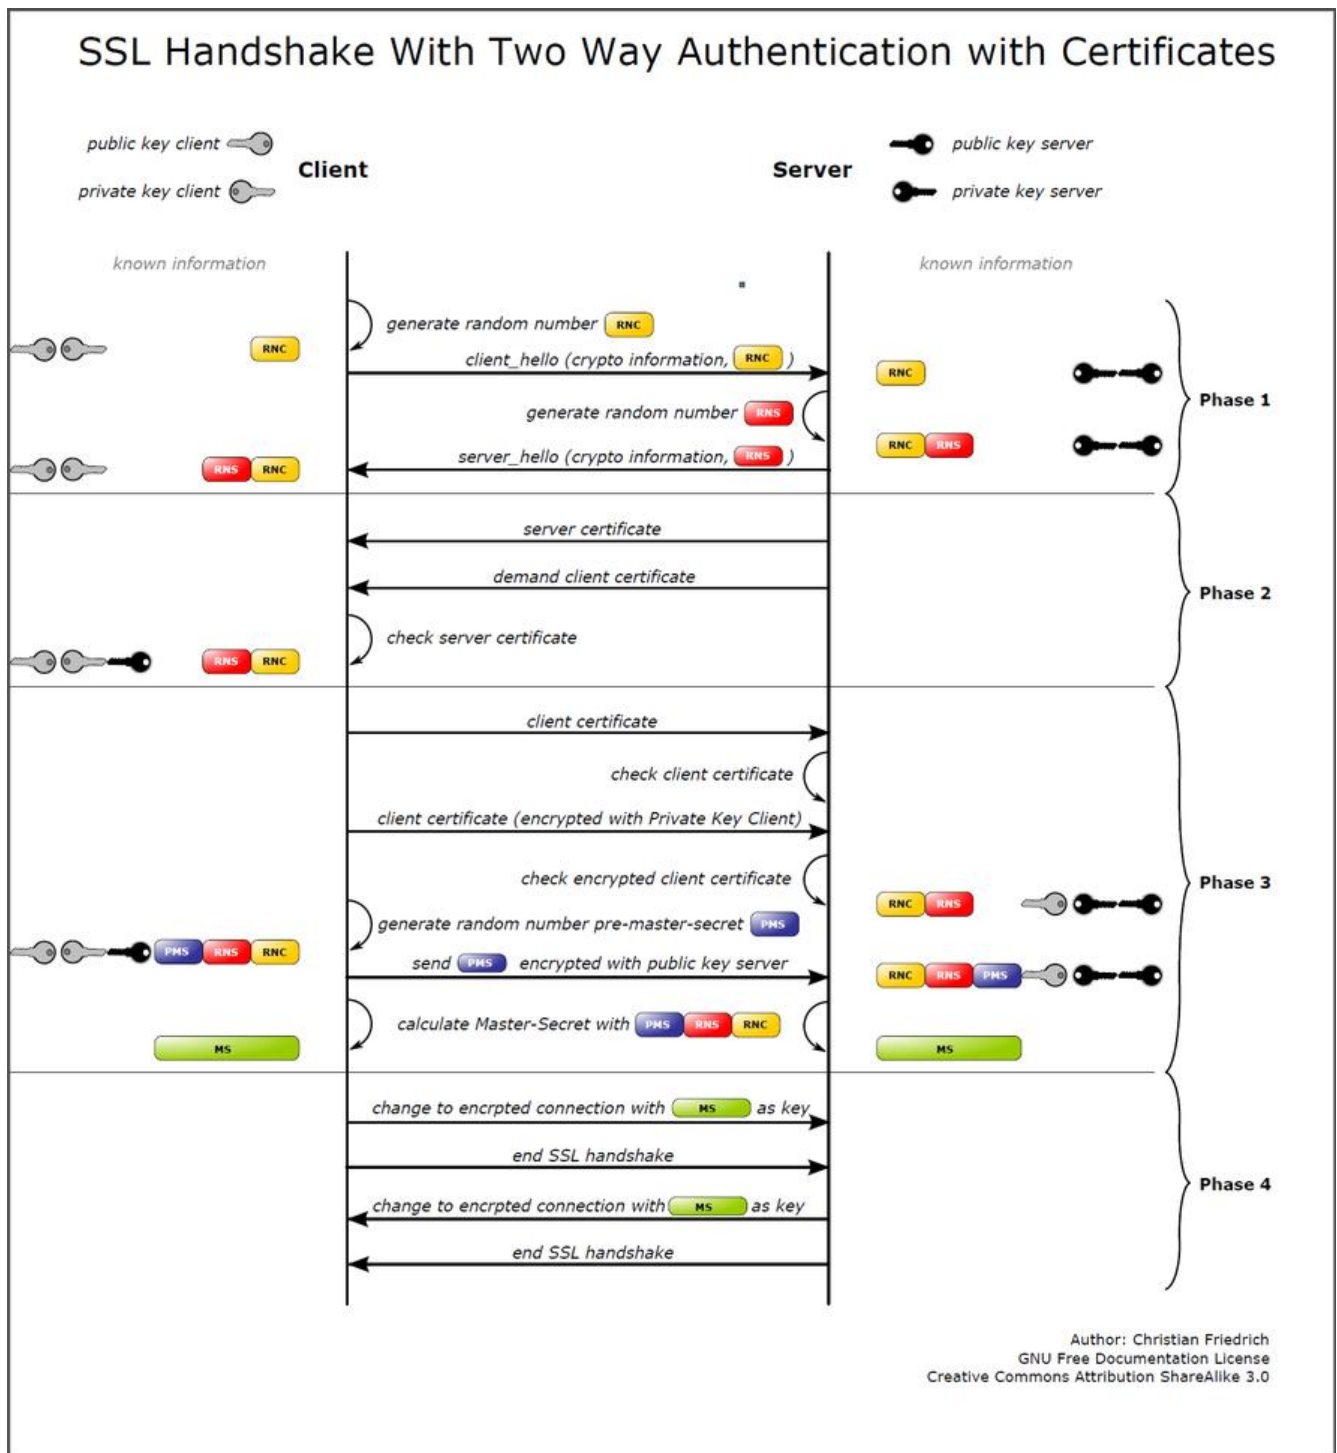 SSL Handshake With Two Way Authentication with Certificates
public key client
private key client
Client
Server
public key server
private key server
known information
known information
generate random number RNC
RNC
client_hello (crypto information, RNC )
RNC
Phase 1
generate random number RNS
RNC RNS
server_hello (crypto information, RNS )
RNS RNC
server certificate
demand client certificate
Phase 2
check server certificate
RNS RNC
client certificate
check client certificate
client certificate (encrypted with Private Key Client)
check encrypted client certificate
Phase 3
RNC RNS
generate random number pre-master-secret PMS
PMS RNS RNC
send PMS encrypted with public key server
RNC RNS PMS
calculate Master-Secret with PMS RNS RNC
MS
MS
change to encrpted connection with MS as key
end SSL handshake
Phase 4
change to encrpted connection with MS as key
end SSL handshake
Author: Christian Friedrich
GNU Free Documentation License
Creative Commons Attribution ShareAlike 3.0